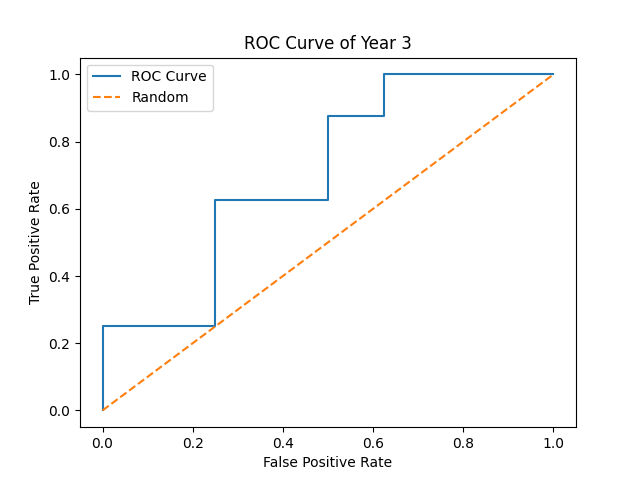 ROC Curve of Year 3
ROC Curve
Random
True Positive Rate
1.0
0.8
0.6
0.4
0.2
0.0
0.0 0.2 0.4 0.6 0.8 1.0
False Positive Rate